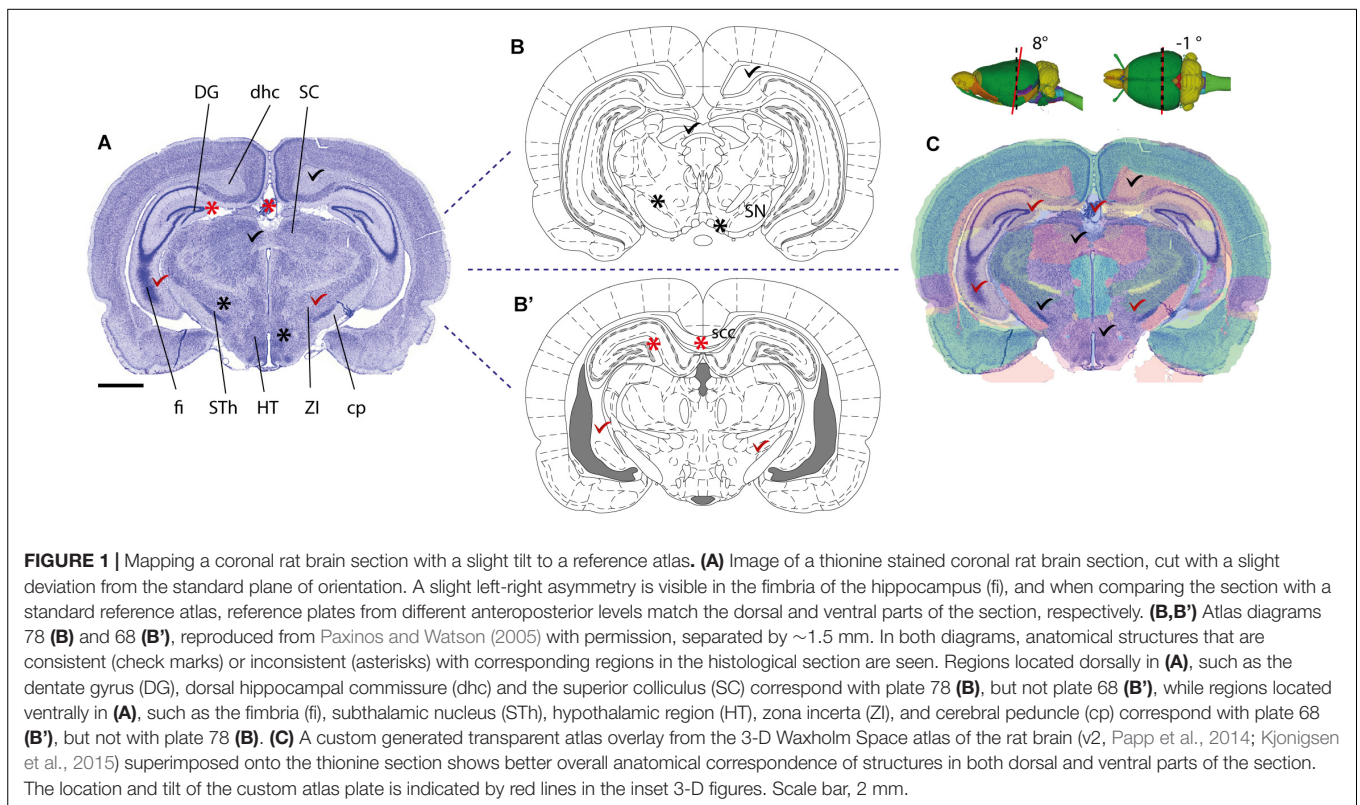 B
8°
-1 °
DG
dhc
SC
A
C
SN
B'
scc
fi
STh
HT
ZI
cp
FIGURE 1 | Mapping a coronal rat brain section with a slight tilt to a reference atlas. (A) Image of a thionine stained coronal rat brain section, cut with a slight
deviation from the standard plane of orientation. A slight left-right asymmetry is visible in the fimbria of the hippocampus (fi), and when comparing the section with a
standard reference atlas, reference plates from different anteroposterior levels match the dorsal and ventral parts of the section, respectively. (B,B') Atlas diagrams
78 (B) and 68 (B'), reproduced from Paxinos and Watson (2005) with permission, separated by ~1.5 mm. In both diagrams, anatomical structures that are
consistent (check marks) or inconsistent (asterisks) with corresponding regions in the histological section are seen. Regions located dorsally in (A), such as the
dentate gyrus (DG), dorsal hippocampal commissure (dhc) and the superior colliculus (SC) correspond with plate 78 (B), but not plate 68 (B'), while regions located
ventrally in (A), such as the fimbria (fi), subthalamic nucleus (STh), hypothalamic region (HT), zona incerta (ZI), and cerebral peduncle (cp) correspond with plate 68
(B'), but not with plate 78 (B). (C) A custom generated transparent atlas overlay from the 3-D Waxholm Space atlas of the rat brain (v2, Papp et al., 2014; Kjonigsen
et al., 2015) superimposed onto the thionine section shows better overall anatomical correspondence of structures in both dorsal and ventral parts of the section.
The location and tilt of the custom atlas plate is indicated by red lines in the inset 3-D figures. Scale bar, 2 mm.